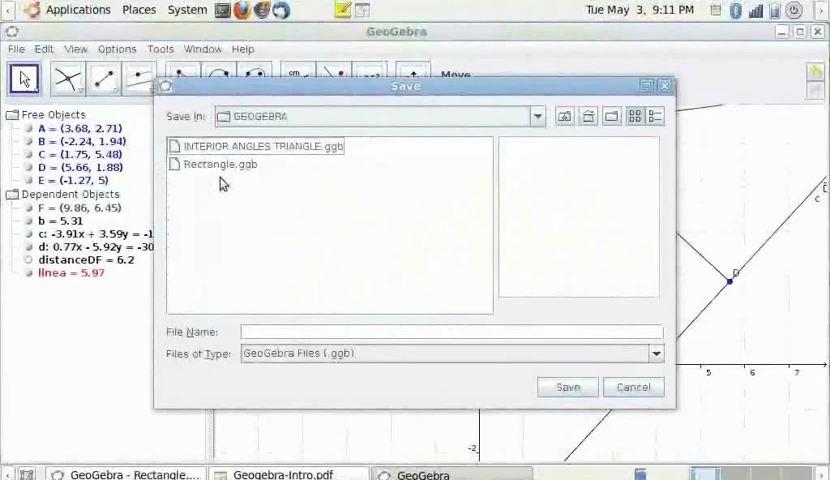 Applications Places System Tue May 3, 9:11 PM
GeoGebra
File Edit View Options Tools Window Help
Move
Save
Free Objects
A = (3.68, 2.71)
B = (-2.24, 1.94)
C = (1.75, 5.48)
D = (5.66, 1.88)
E = (-1.27, 5)
Dependent Objects
F = (9.86, 6.45)
b = 5.31
c: -3.91x + 3.59y = -1
d: 0.77x - 5.92y = -30
distanceDF = 6.2
linea = 5.97
Save In: GEOGEBRA
INTERIOR ANGLES TRIANGLE.ggb
Rectangle.ggb
File Name:
Files of Type: GeoGebra Files (.ggb)
Save Cancel
c
D
5 6 7
-2
GeoGebra - Rectangle,... Geogebra-Intro.pdf GeoGebra